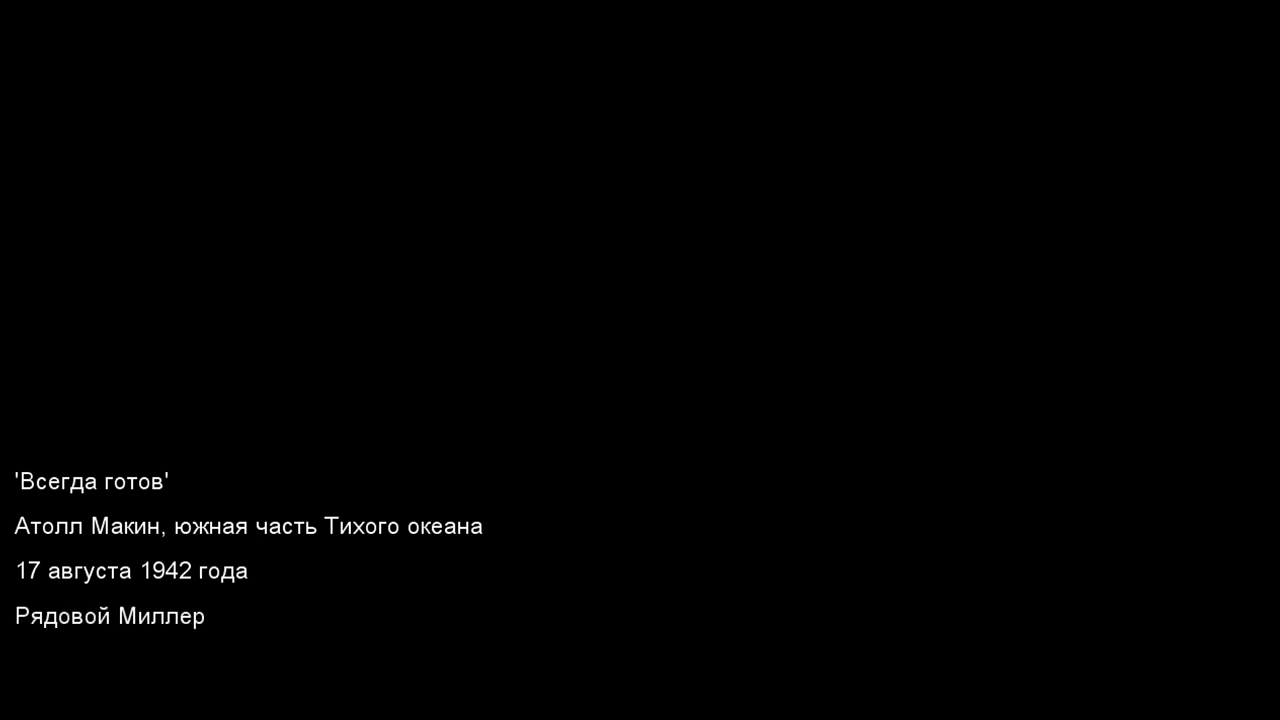 'Всегда готов'
Атолл Макин, южная часть Тихого океана
17 августа 1942 года
Рядовой Миллер